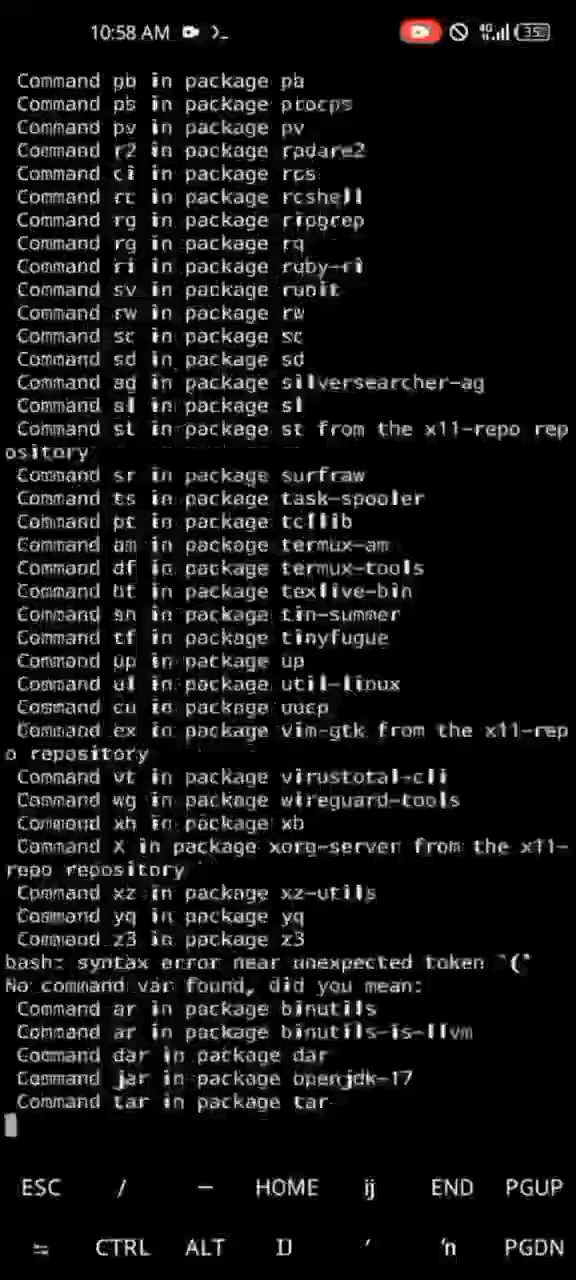 10:58 AM
4G 35
Command gb in package pb
Command ps in package procps
Command pv in package pv
Command r2 in package radare2
Command ci in package rcs
Command rc in package rcshell
Command rg in package ripgrep
Command rg in package rq
Command ri in package ruby-ri
Command sv in package runit
Command rw in package rw
Command sc in package sc
Command sd in package sd
Command ag in package silversearcher-ag
Command sl in package sl
Command st in package st from the x11-repo rep
ository
Command sr in package surfraw
Command ts in package task-spooler
Command pt in package tcllib
Command am in package termux-am
Command df in package termux-tools
Command in package texlive-bin
Command sn in package tin-summer
Command tf in package tinyfugue
Command up in package up
Command ul in package util-linux
Command cu in package uucp
Command ex in package vim-gtk from the x11-rep
o repository
Command vt in package virustotal-cli
Command wg in package wireguard-tools
Command xh in package xh
Command X in package xorg-server from the x11-
repo repository
Command xz in package xz-utils
Command yq in package yq
Command z3 in package z3
bash: syntax error near unexpected token `('
No command var found, did you mean:
Command ar in package binutils
Command ar in package binutils-is-llvm
Command dar in package dar
Command jar in package openjdk-17
Command tar in package tar
ESC / — HOME END PGUP
CTRL ALT PGDN